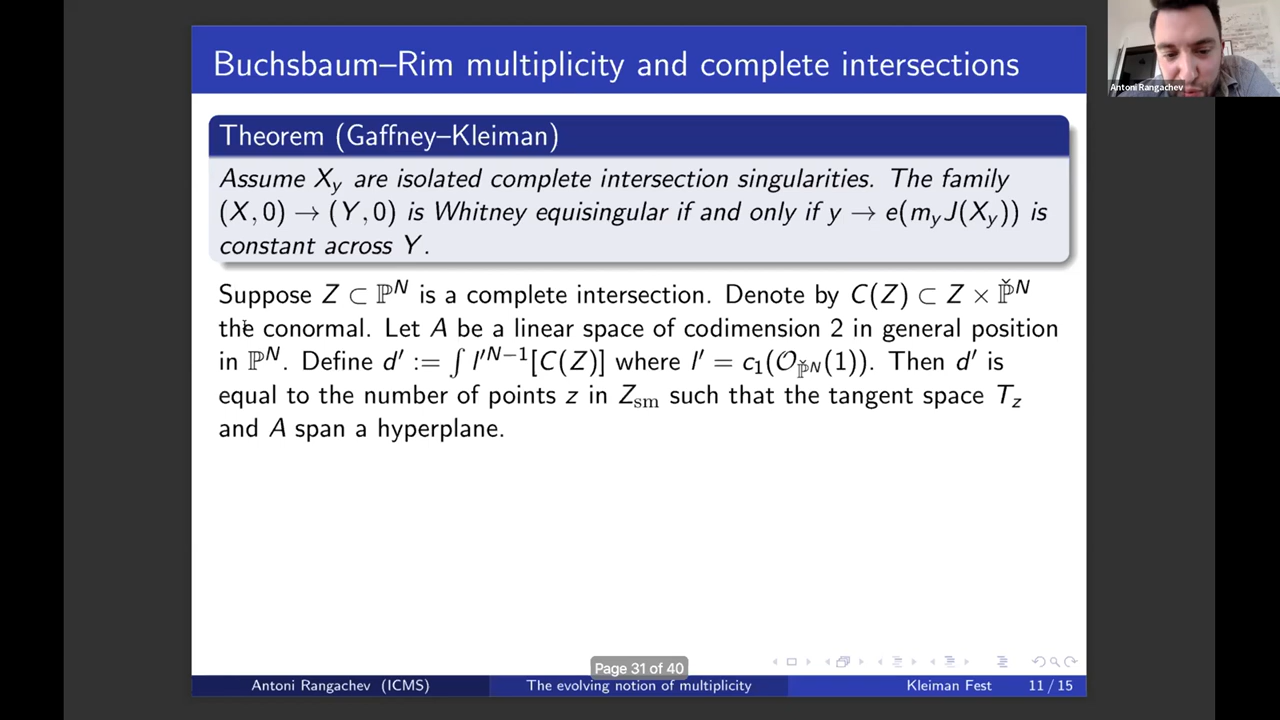 Buchsbaum–Rim multiplicity and complete intersections
Antoni Rangachev
Theorem (Gaffney–Kleiman)
Assume X_y are isolated complete intersection singularities. The family
(X, 0) → (Y, 0) is Whitney equisingular if and only if y → e(m_y J(X_y)) is
constant across Y.
Suppose Z ⊂ ℙ^N is a complete intersection. Denote by C(Z) ⊂ Z × ℙ̌^N
the conormal. Let A be a linear space of codimension 2 in general position
in ℙ^N. Define d′ := ∫ l′^{N−1}[C(Z)] where l′ = c_1(O_{ℙ̌^N}(1)). Then d′ is
equal to the number of points z in Z_sm such that the tangent space T_z
and A span a hyperplane.
Page 31 of 40
Antoni Rangachev (ICMS)
The evolving notion of multiplicity
Kleiman Fest
11 / 15